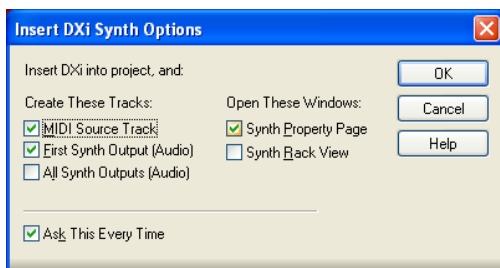 Insert DXi Synth Options
Insert DXi into project, and:
OK
Create These Tracks:
Open These Windows:
Cancel
MIDI Source Track
Synth Property Page
Help
First Synth Output (Audio)
Synth Rack View
All Synth Outputs (Audio)
Ask This Every Time